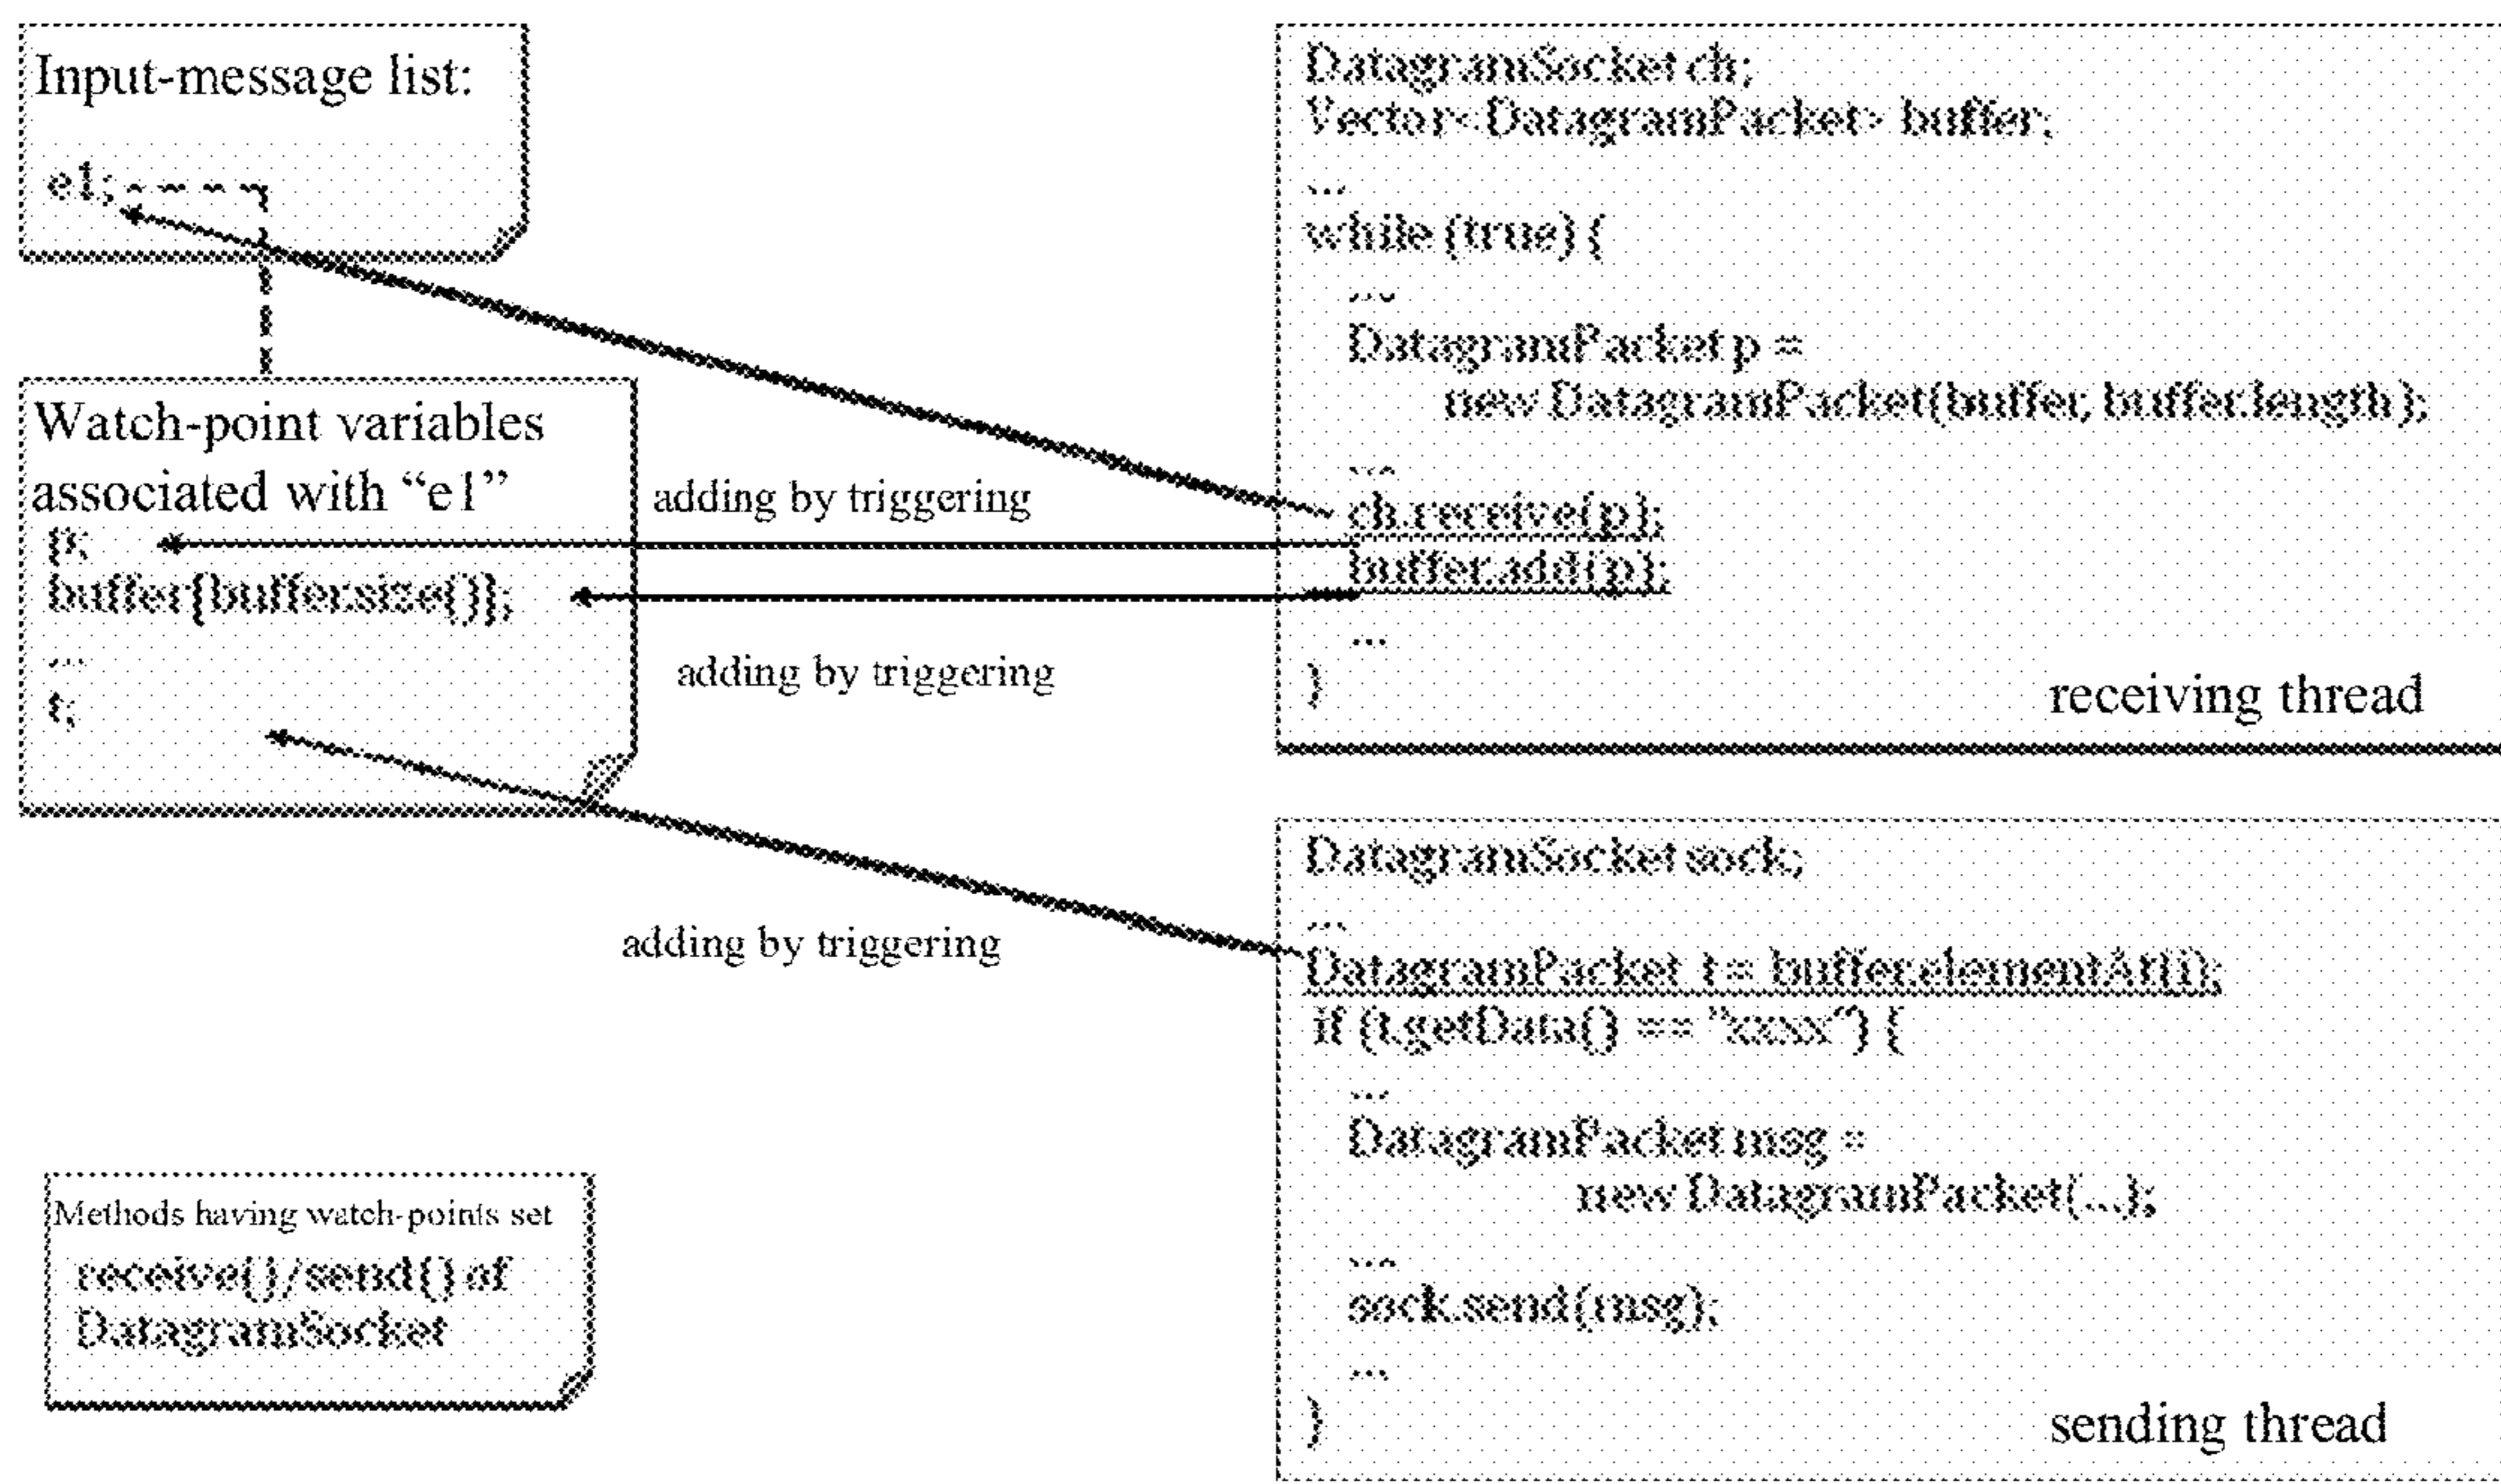 Input-message list:
e1;
Watch-point variables
associated with “e1”
p;
buffer[buffer.size()];
...
t;
adding by triggering
adding by triggering
adding by triggering
Methods having watch-points set
receive()/send() of
DatagramSocket
DatagramSocket ch;
Vector<DatagramPacket> buffer;
...
while (true) {
...
DatagramPacket p =
new DatagramPacket(buffer, buffer.length);
...
ch.receive(p);
buffer.add(p);
...
}
receiving thread
DatagramSocket sock;
...
DatagramPacket t = buffer.elementAt(i);
if (t.getData() == "xxxx") {
...
DatagramPacket msg =
new DatagramPacket(...);
...
sock.send(msg);
...
}
sending thread